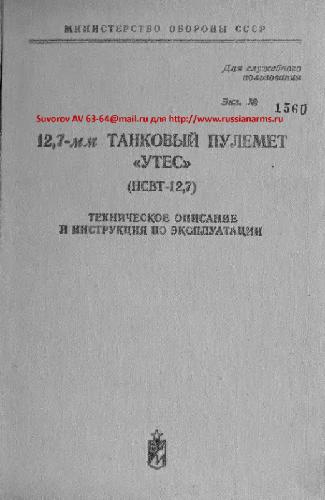 МИНИСТЕРСТВО ОБОРОНЫ СССР
Для служебного
пользования
Экз. № 1560
Suvorov AV 63-64@mail.ru для http://www.russianarms.ru
12,7-мм ТАНКОВЫЙ ПУЛЕМЕТ
«УТЕС»
(НСВТ-12,7)
ТЕХНИЧЕСКОЕ ОПИСАНИЕ
И ИНСТРУКЦИЯ ПО ЭКСПЛУАТАЦИИ